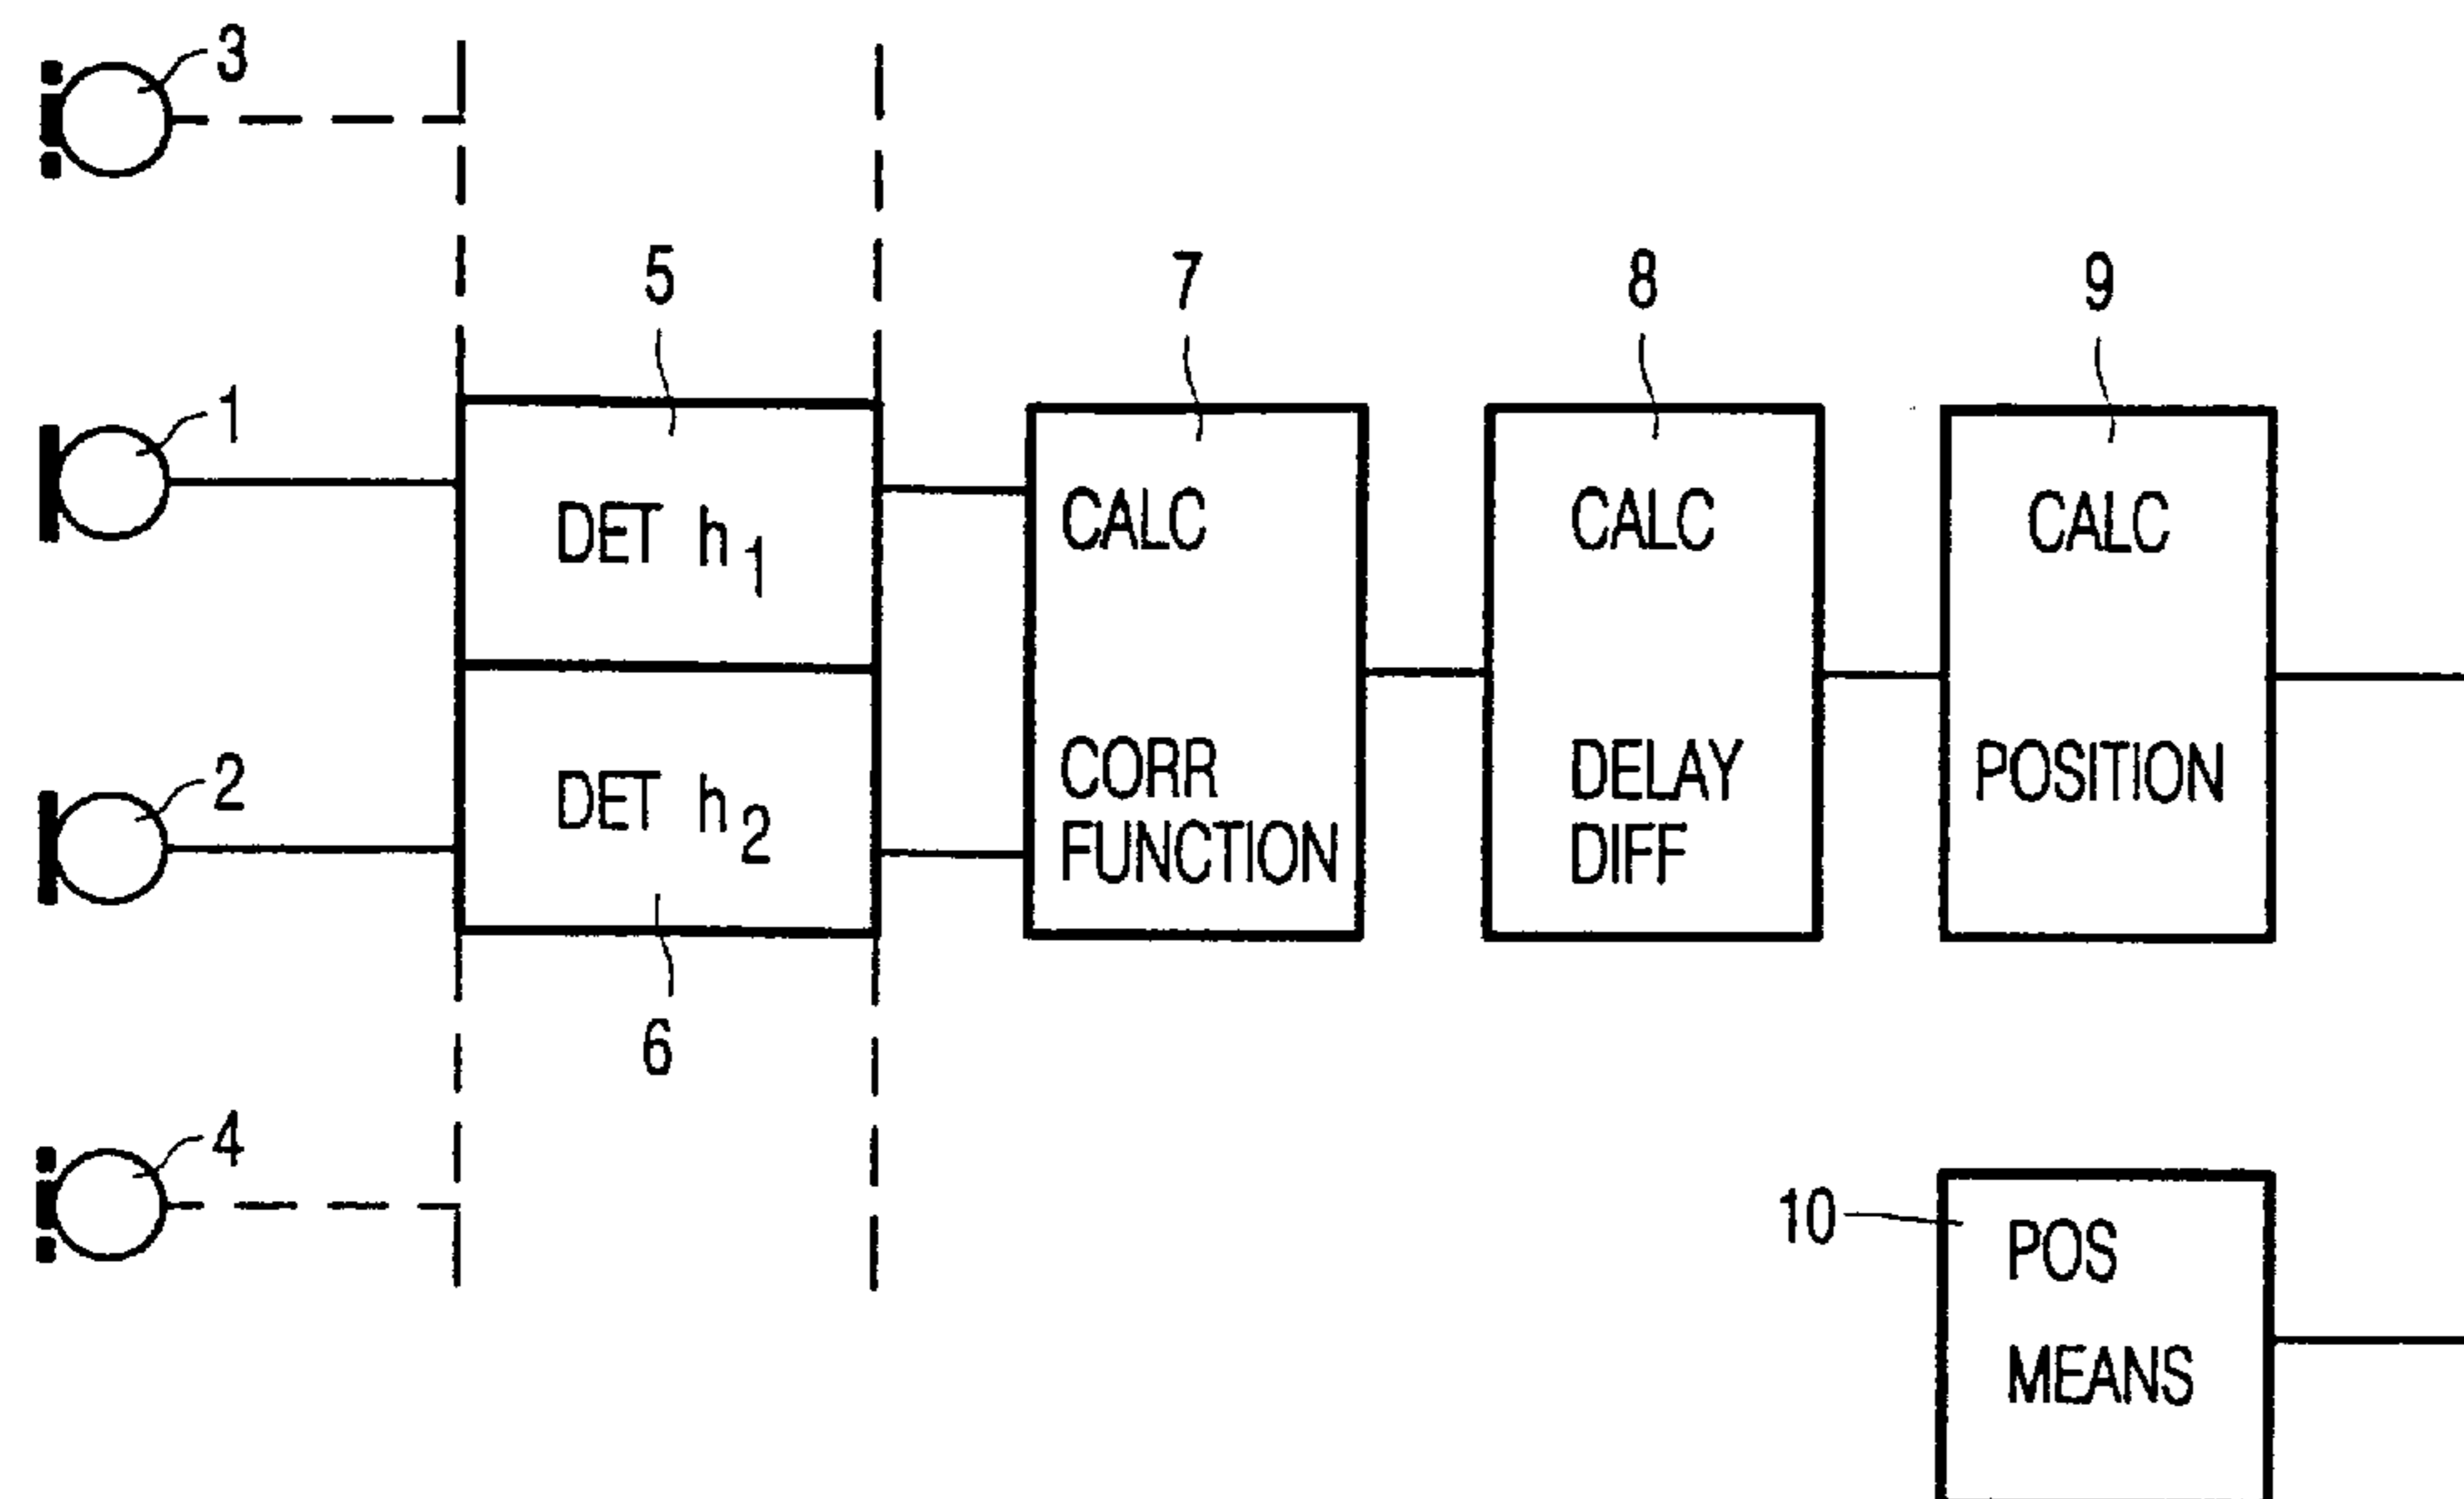 3
5
7
8
9
1
DET h1
CALC
CALC
CALC
2
DET h2
CORR
FUNCTION
DELAY
DIFF
POSITION
6
4
10
POS
MEANS